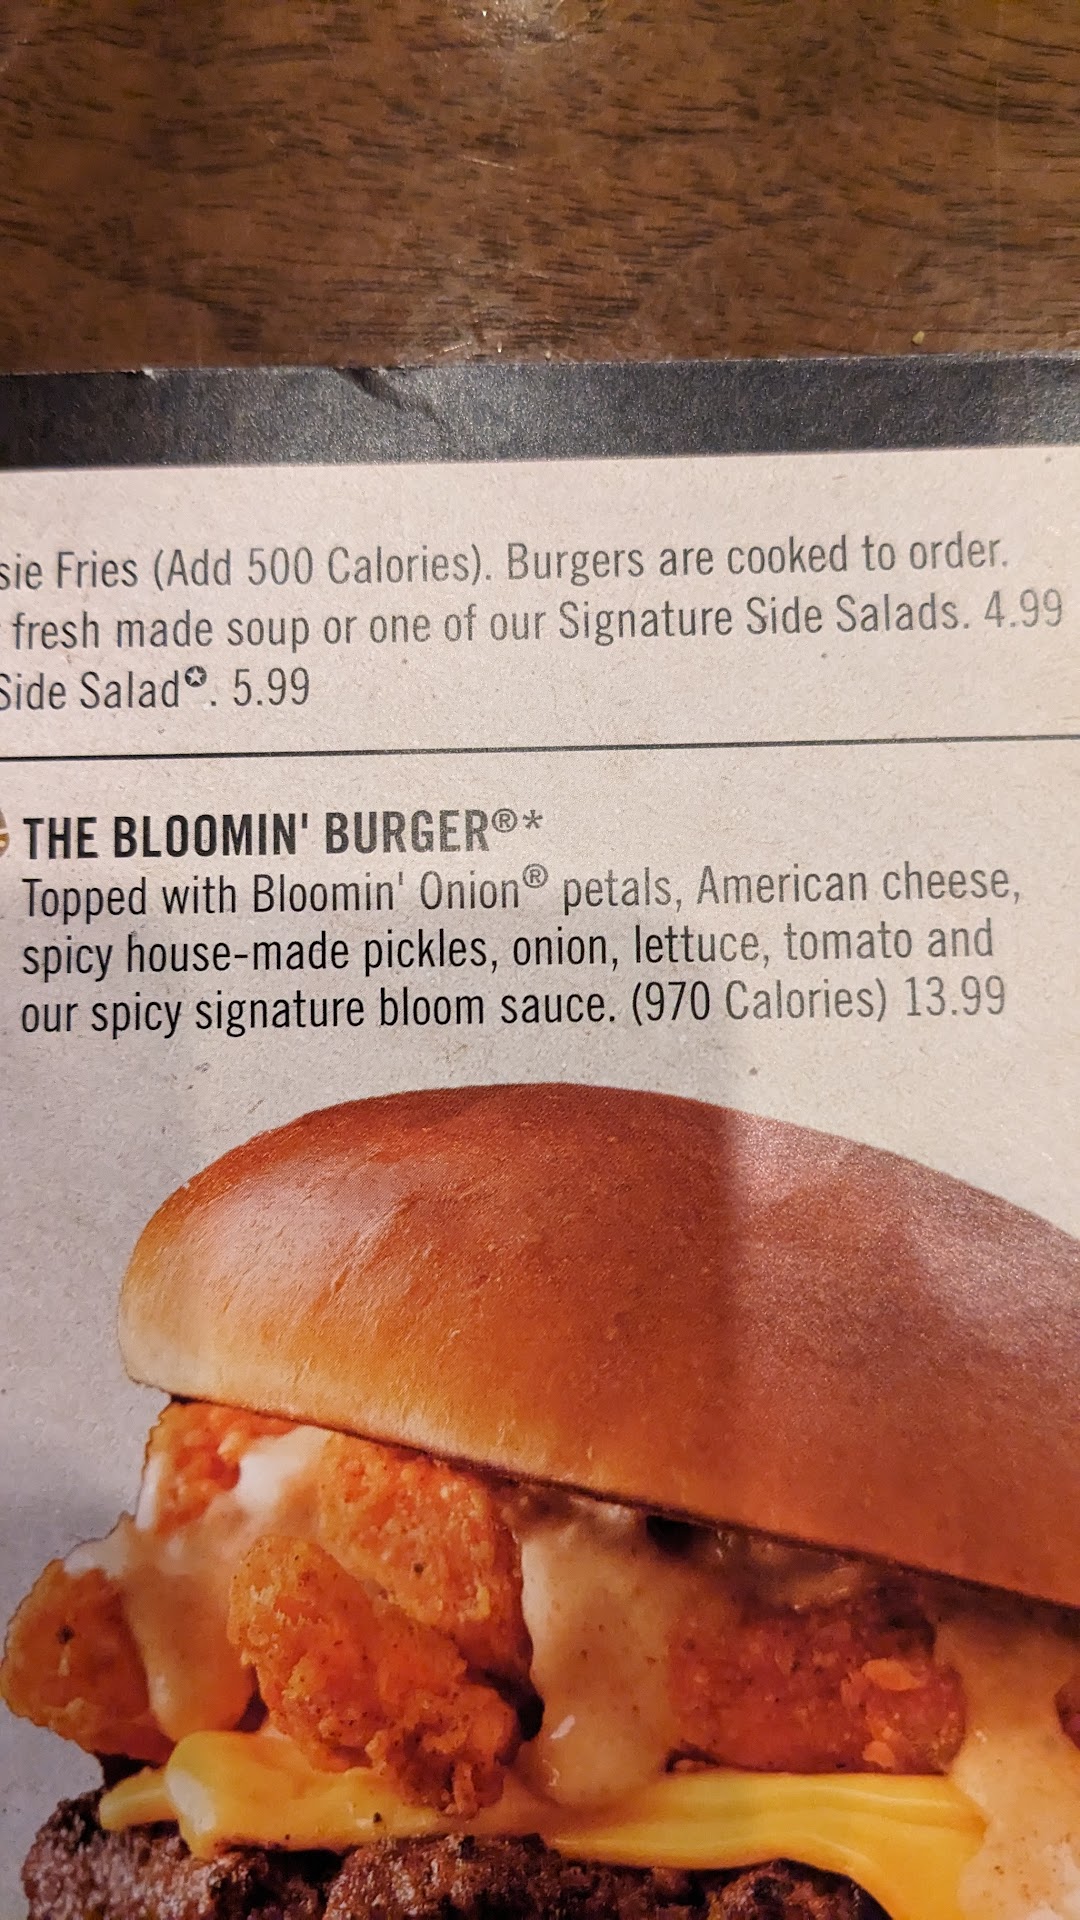 sie Fries (Add 500 Calories). Burgers are cooked to order.
fresh made soup or one of our Signature Side Salads. 4.99
Side Salad✪. 5.99
THE BLOOMIN' BURGER®*
Topped with Bloomin' Onion® petals, American cheese,
spicy house-made pickles, onion, lettuce, tomato and
our spicy signature bloom sauce. (970 Calories) 13.99